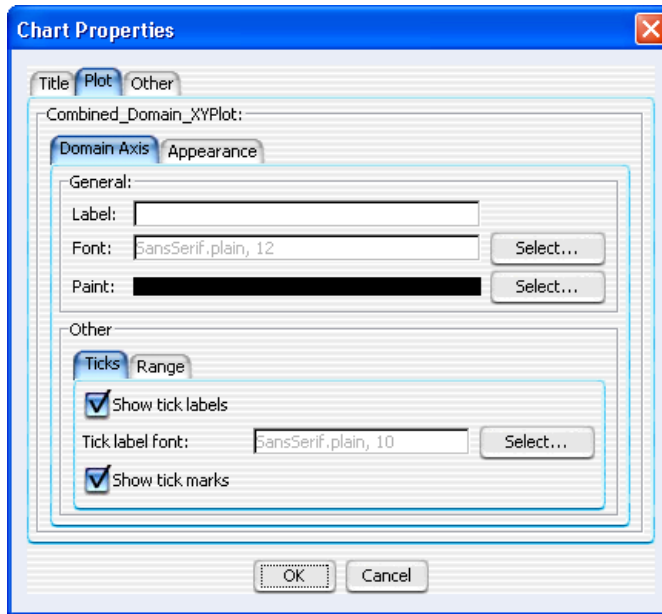 Chart Properties
Title Plot Other
Combined_Domain_XYPlot:
Domain Axis Appearance
General:
Label:
Font: SansSerif.plain, 12 Select...
Paint: Select...
Other
Ticks Range
Show tick labels
Tick label font: SansSerif.plain, 10 Select...
Show tick marks
OK Cancel